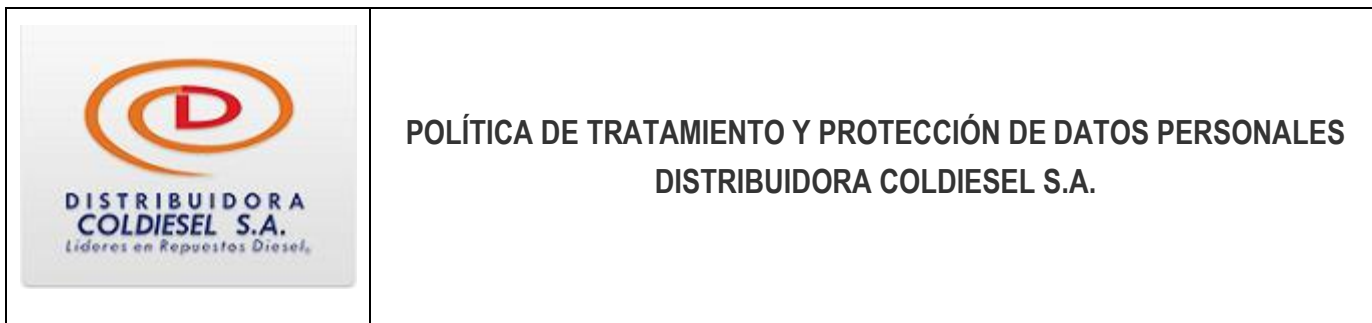 D
DISTRIBUIDORA
COLDIESEL S.A.
Líderes en Repuestos Diesel®
POLÍTICA DE TRATAMIENTO Y PROTECCIÓN DE DATOS PERSONALES
DISTRIBUIDORA COLDIESEL S.A.